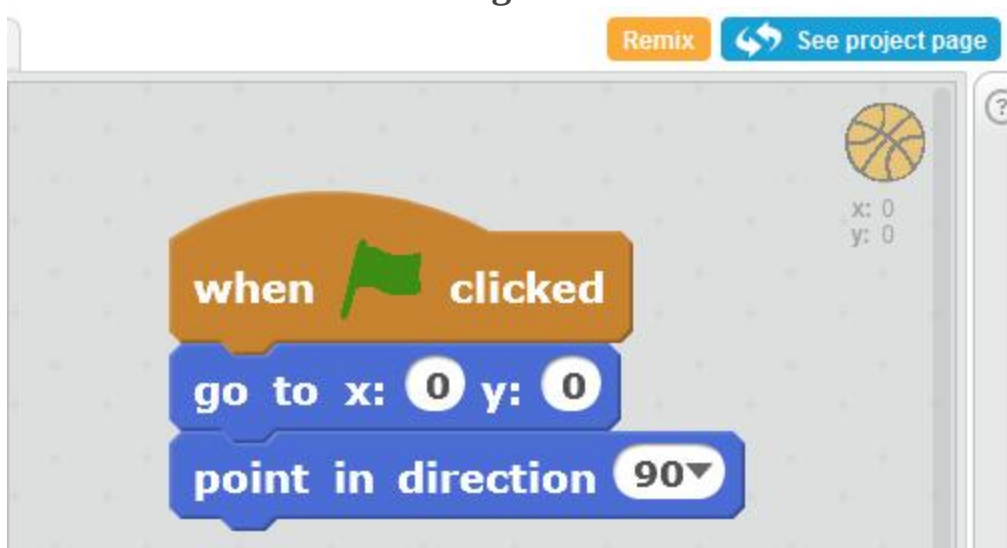 Remix See project page
x: 0
y: 0
when clicked
go to x: 0 y: 0
point in direction 90